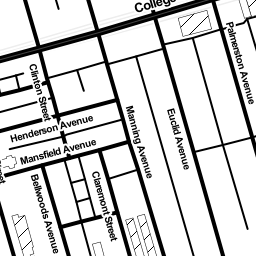 College
Palmerston Avenue
Clinton Street
Manning Avenue
Euclid Avenue
Henderson Avenue
Mansfield Avenue
Bellwoods Avenue
Claremont Street